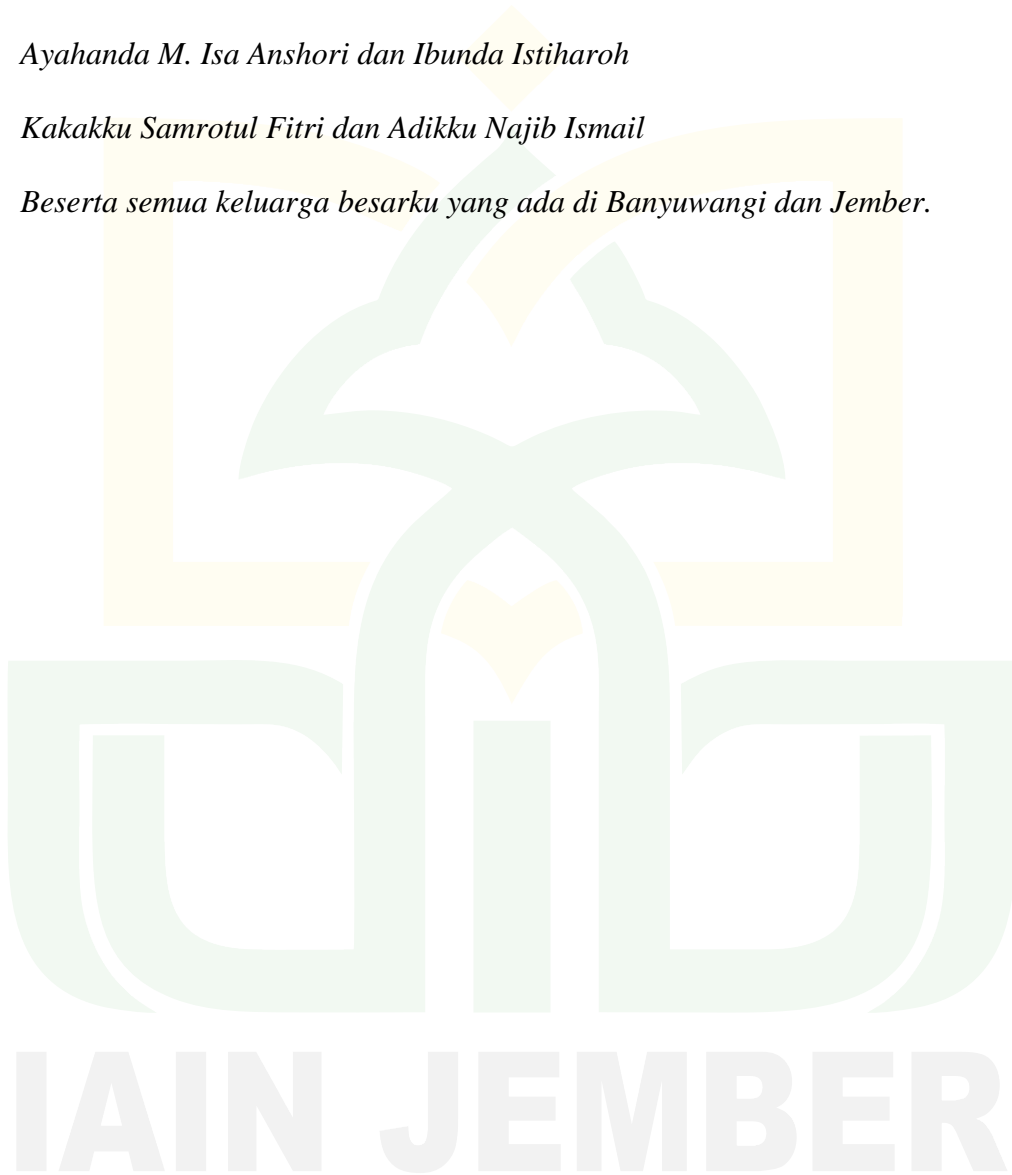 Ayahanda M. Isa Anshori dan Ibunda Istiharoh
Kakakku Samrotul Fitri dan Adikku Najib Ismail
Beserta semua keluarga besarku yang ada di Banyuwangi dan Jember.
IAIN JEMBER